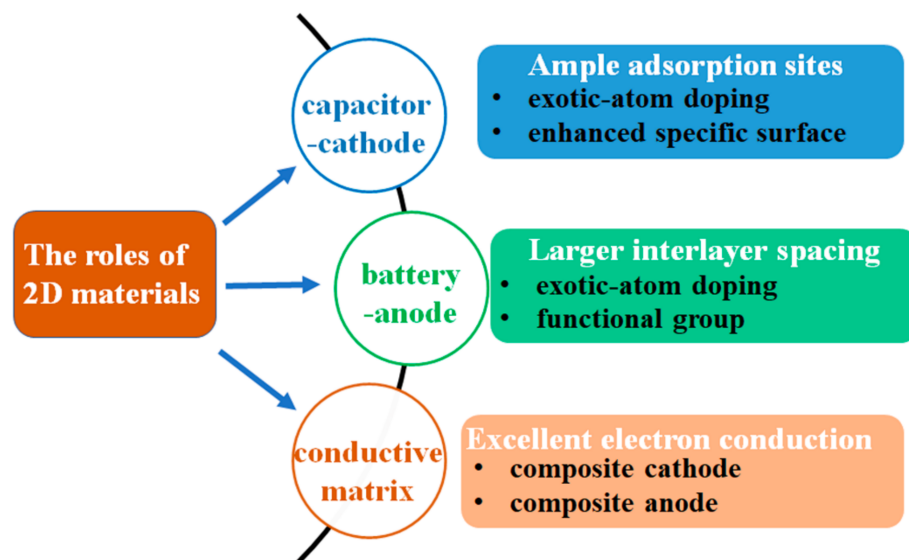 The roles of
2D materials
capacitor
-cathode
Ample adsorption sites
• exotic-atom doping
• enhanced specific surface
battery
-anode
Larger interlayer spacing
• exotic-atom doping
• functional group
conductive
matrix
Excellent electron conduction
• composite cathode
• composite anode